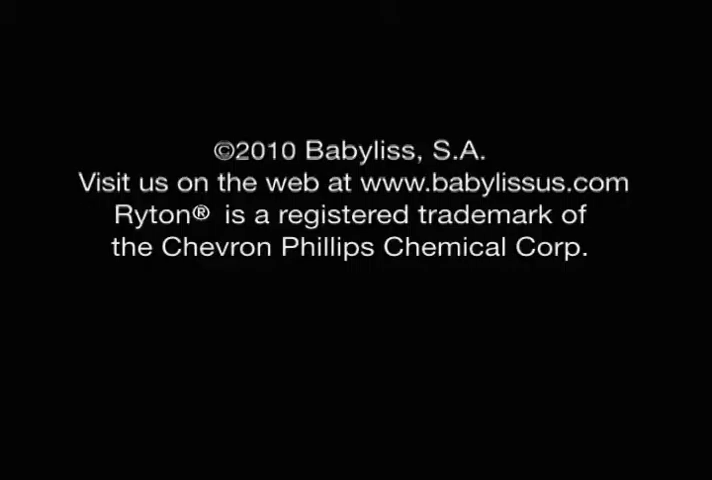 ©2010 Babyliss, S.A.
Visit us on the web at www.babylissus.com
Ryton® is a registered trademark of
the Chevron Phillips Chemical Corp.